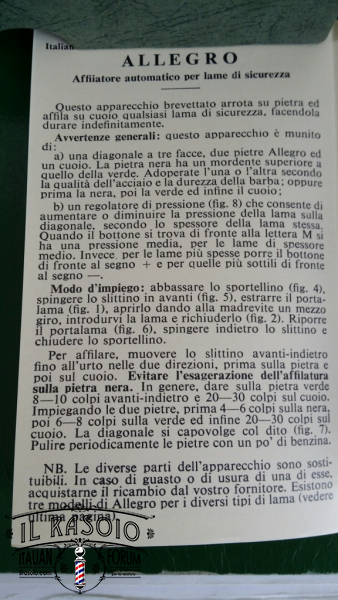 Italian
ALLEGRO
Affilatore automatico per lame di sicurezza
Questo apparecchio brevettato arrota su pietra ed
affila su cuoio qualsiasi lama di sicurezza, facendola
durare indefinitamente.
Avvertenze generali: questo apparecchio è munito
di:
a) una diagonale a tre facce, due pietre Allegro ed
un cuoio. La pietra nera ha un mordente superiore a
quello della verde. Adoperate l'una o l'altra secondo
la qualità dell'acciaio e la durezza della barba; oppure
prima la nera, poi la verde ed infine il cuoio;
b) un regolatore di pressione (fig. 8) che consente di
aumentare o diminuire la pressione della lama sulla
diagonale, secondo lo spessore della lama stessa.
Quando il bottone si trova di fronte alla lettera M si
ha una pressione media, per le lame di spessore
medio. Invece per le lame più spesse porre il bottone
di fronte al segno + e per quelle più sottili di fronte
al segno —.
Modo d'impiego: abbassare lo sportellino (fig. 4),
spingere lo slittino in avanti (fig. 5), estrarre il porta-
lama (fig. 1), aprirlo dando alla madrevite un mezzo
giro, introdurvi la lama e richiuderlo (fig. 2). Riporre
il portalama (fig. 6), spingere indietro lo slittino e
chiudere lo sportellino.
Per affilare, muovere lo slittino avanti-indietro
fino all'urto nelle due direzioni, prima sulla pietra e
poi sul cuoio. Evitare l'esagerazione dell'affilatura
sulla pietra nera. In genere, dare sulla pietra verde
8—10 colpi avanti-indietro e 20—30 colpi sul cuoio.
Impiegando le due pietre, prima 4—6 colpi sulla nera,
poi 6—8 colpi sulla verde ed infine 20—30 colpi sul
cuoio. La diagonale si capovolge col dito (fig. 7).
Pulire periodicamente le pietre con un po' di benzina.
NB. Le diverse parti dell'apparecchio sono sosti-
tuibili. In caso di guasto o di usura di una di esse,
acquistarne il ricambio dal vostro fornitore. Esistono
tre modelli di Allegro per i diversi tipi di lama (vedere
ultima pagina).
IL RASOIO
ITALIAN FORUM